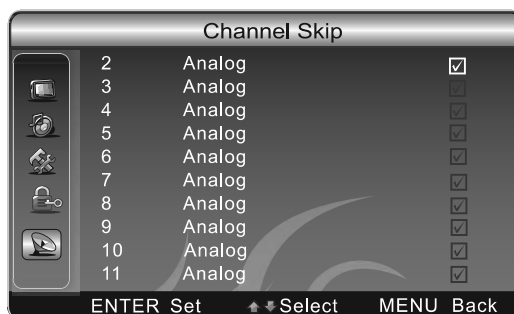 Channel Skip
2 Analog
3 Analog
4 Analog
5 Analog
6 Analog
7 Analog
8 Analog
9 Analog
10 Analog
11 Analog
ENTER Set Select MENU Back